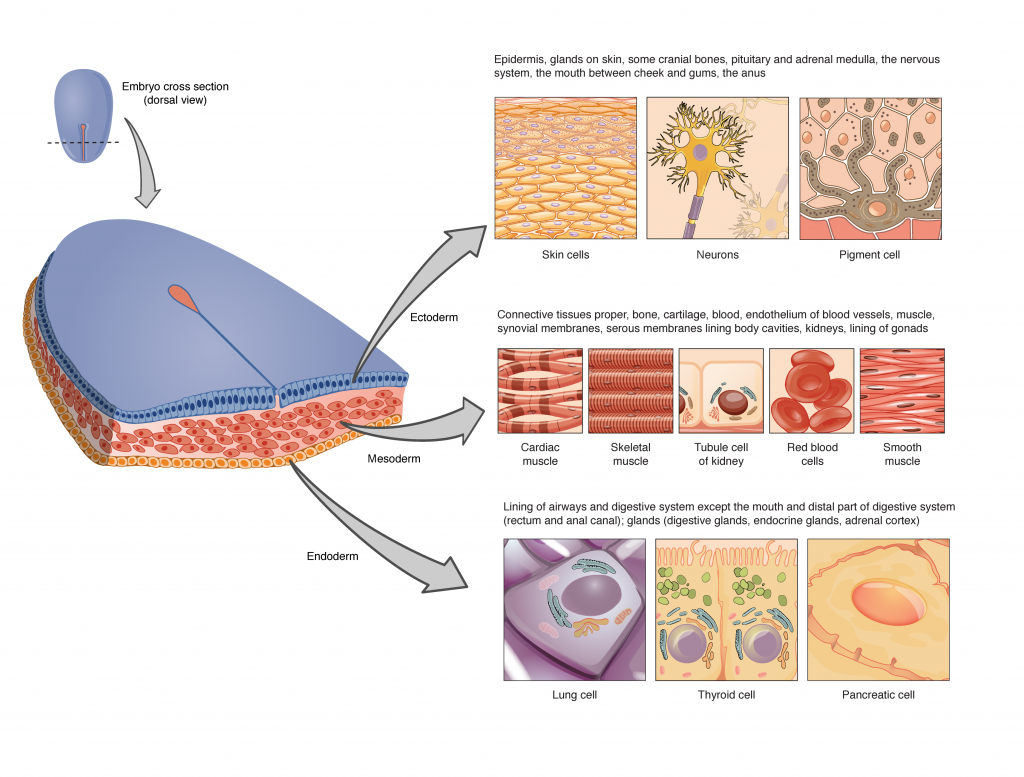 Embryo cross section
(dorsal view)
Epidermis, glands on skin, some cranial bones, pituitary and adrenal medulla, the nervous
system, the mouth between cheek and gums, the anus
Skin cells
Neurons
Pigment cell
Ectoderm
Connective tissues proper, bone, cartilage, blood, endothelium of blood vessels, muscle,
synovial membranes, serous membranes lining body cavities, kidneys, lining of gonads
Cardiac
muscle
Skeletal
muscle
Tubule cell
of kidney
Red blood
cells
Smooth
muscle
Mesoderm
Lining of airways and digestive system except the mouth and distal part of digestive system
(rectum and anal canal); glands (digestive glands, endocrine glands, adrenal cortex)
Endoderm
Lung cell
Thyroid cell
Pancreatic cell